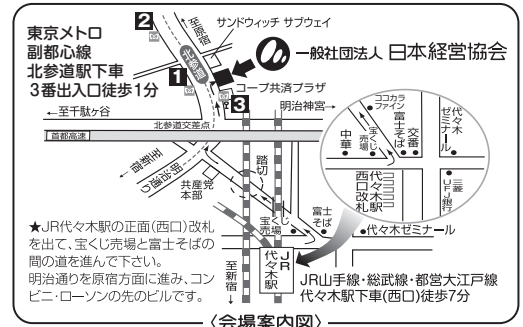 東京メトロ
副都心線
北参道駅下車
3番出入口徒歩1分
2
至原宿
サンドウィッチ サブウェイ
北参道
一般社団法人 日本経営協会
1
コープ共済プラザ
3
明治神宮→
←至千駄ヶ谷
北参道交差点
首都高速
至新宿
明治通り
踏切
共産党
本部
ココカラ
ファイン
宝くじ
売場
富士そば
交番
代々木
ゼミナール
中華
代々木駅
西口改札
三菱
UFJ銀行
宝くじ
売場
富士
そば
代々木ゼミナール
至新宿
JR
代々木駅
★JR代々木駅の正面(西口)改札
を出て、宝くじ売場と富士そばの
間の道を進んで下さい。
明治通りを原宿方面に進み、コン
ビニ・ローソンの先のビルです。
JR山手線・総武線・都営大江戸線
代々木駅下車(西口)徒歩7分
〈会場案内図〉